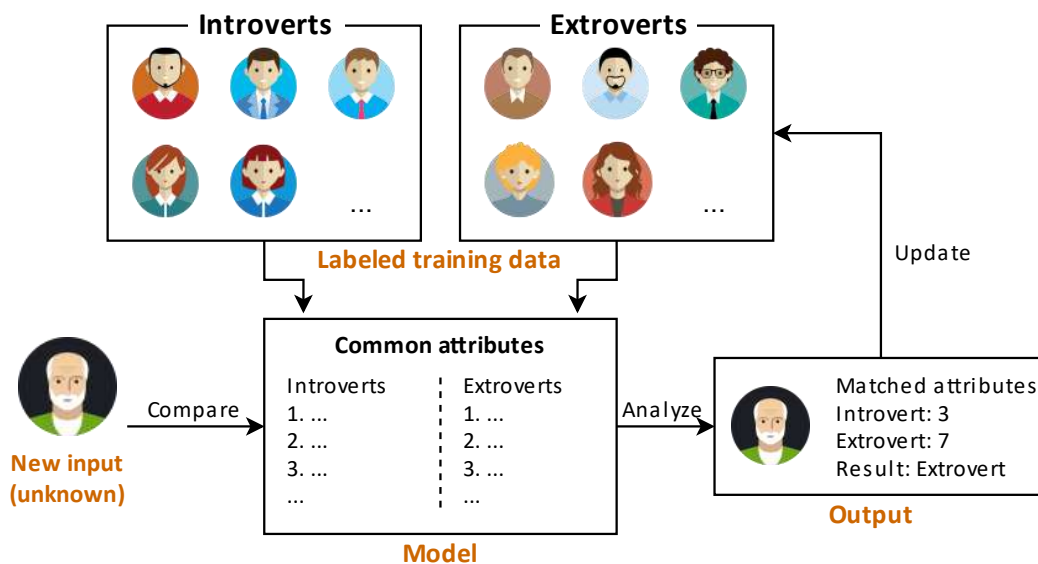 Introverts
Extroverts
...
...
Labeled training data
Update
Common attributes
Introverts
1. ...
2. ...
3. ...
...
Extroverts
1. ...
2. ...
3. ...
...
Compare
New input
(unknown)
Analyze
Matched attributes
Introvert: 3
Extrovert: 7
Result: Extrovert
Output
Model